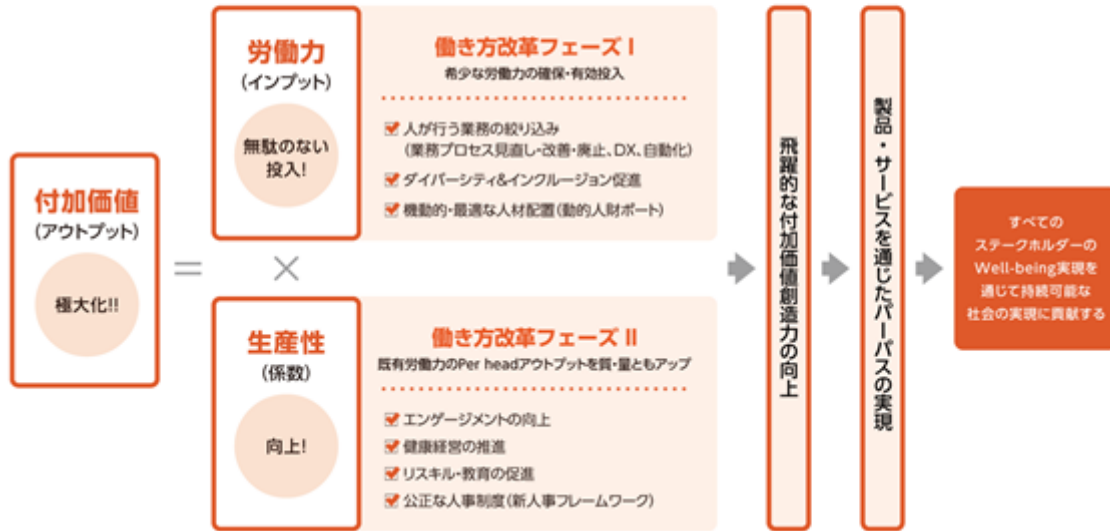 付加価値
(アウトプット)
極大化!!
=
労働力
(インプット)
無駄のない
投入!
働き方改革フェーズ I
希少な労働力の確保・有効投入
人が行う業務の絞り込み
(業務プロセス見直し・改善・廃止、DX、自動化)
ダイバーシティ&インクルージョン促進
機動的・最適な人材配置(動的人財ポート)
×
生産性
(係数)
向上!
働き方改革フェーズ II
既有労働力のPer headアウトプットを質・量ともアップ
エンゲージメントの向上
健康経営の推進
リスキル・教育の促進
公正な人事制度(新人事フレームワーク)
飛躍的な付加価値創造力の向上
製品・サービスを通じたパーパスの実現
すべての
ステークホルダーの
Well-being実現を
通じて持続可能な
社会の実現に貢献する